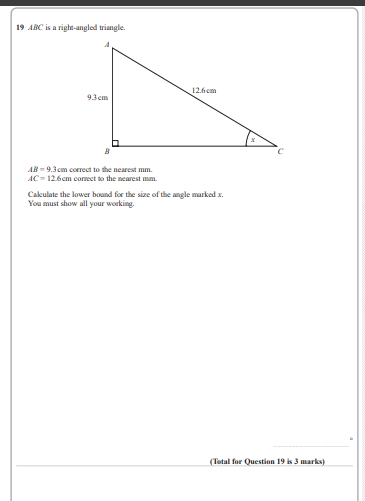 19 ABC is a right-angled triangle.
A
12.6 cm
9.3 cm
x
B
C
AB = 9.3 cm correct to the nearest mm.
AC = 12.6 cm correct to the nearest mm.
Calculate the lower bound for the size of the angle marked x.
You must show all your working.
°
(Total for Question 19 is 3 marks)